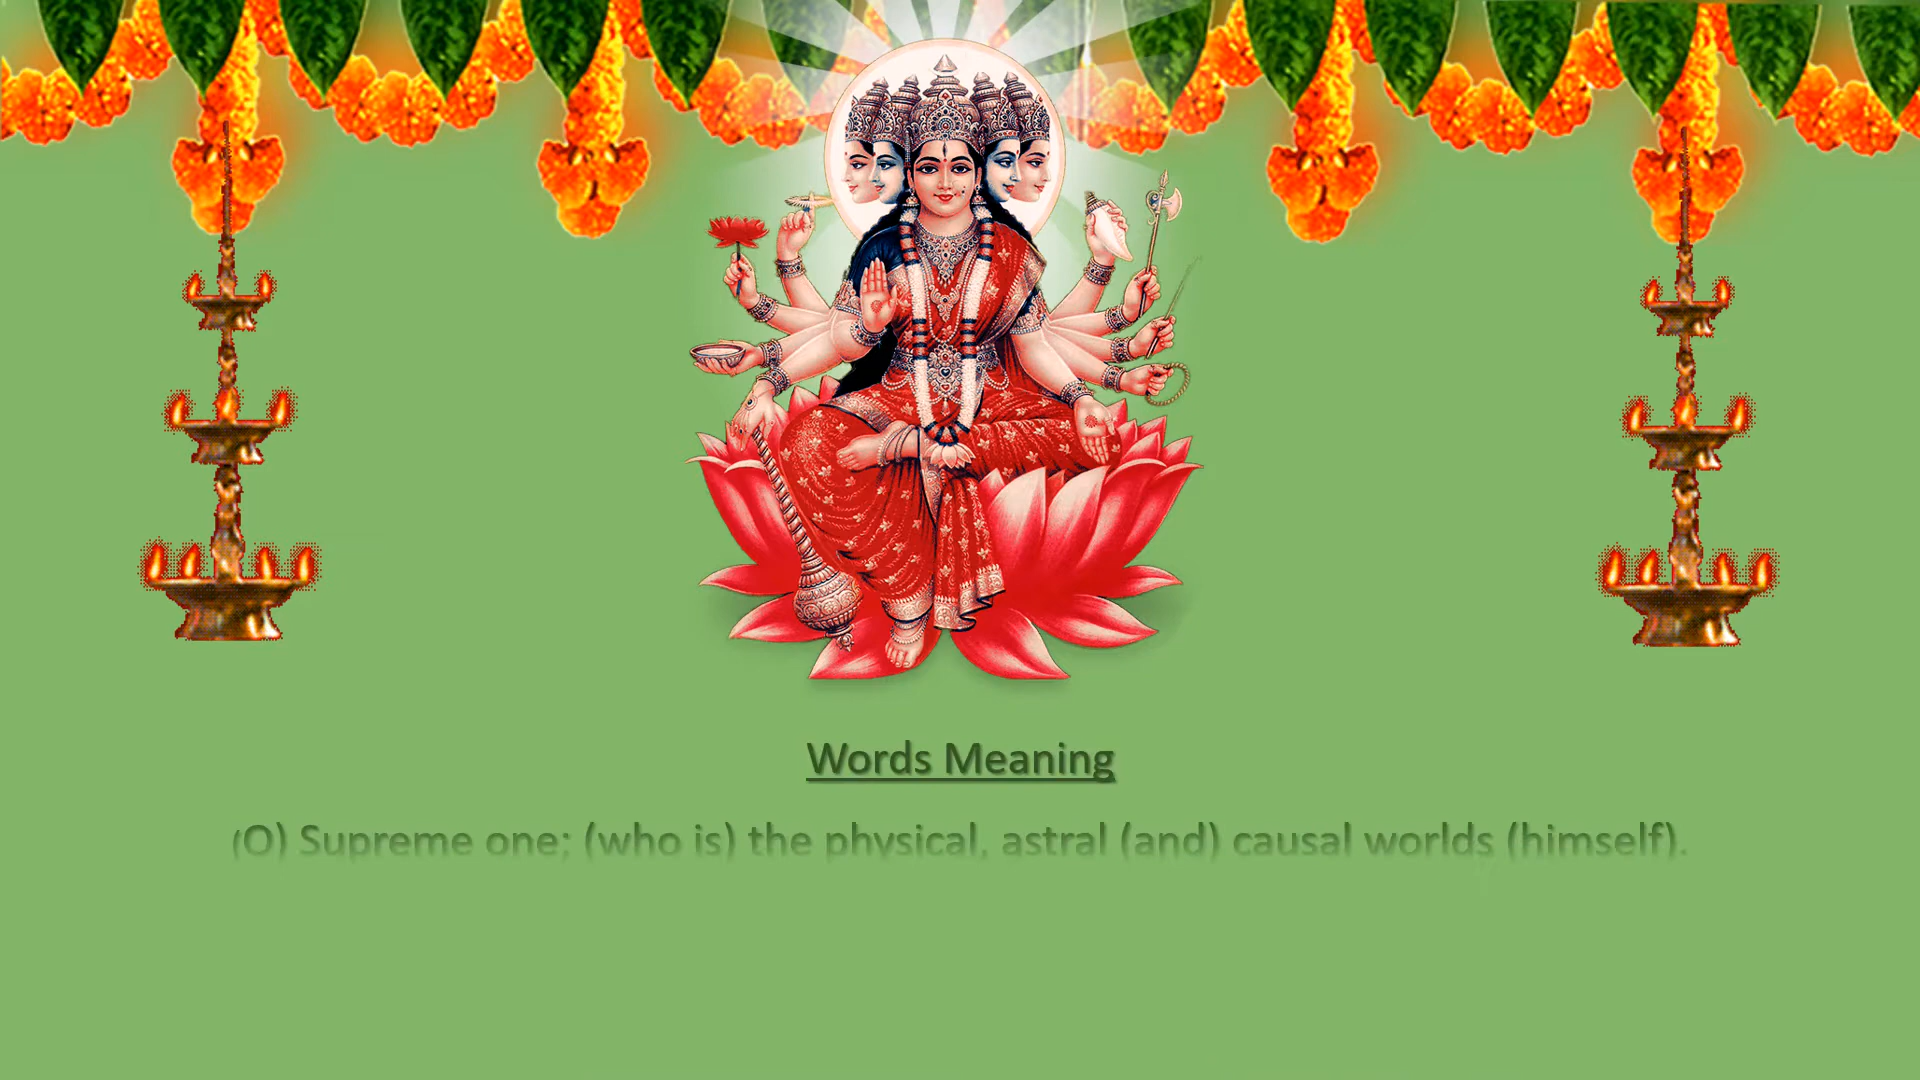 Words Meaning
(O) Supreme one; (who is) the physical, astral (and) causal worlds (himself).